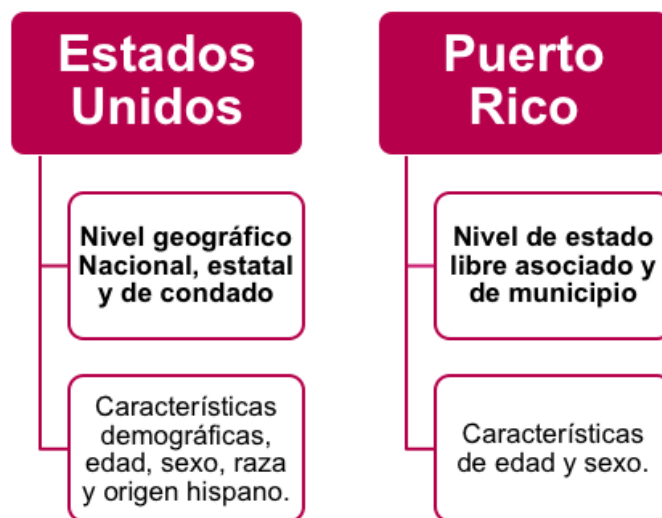 Estados
Unidos
Nivel geográfico
Nacional, estatal
y de condado
Características
demográficas,
edad, sexo, raza
y origen hispano.
Puerto
Rico
Nivel de estado
libre asociado y
de municipio
Características
de edad y sexo.